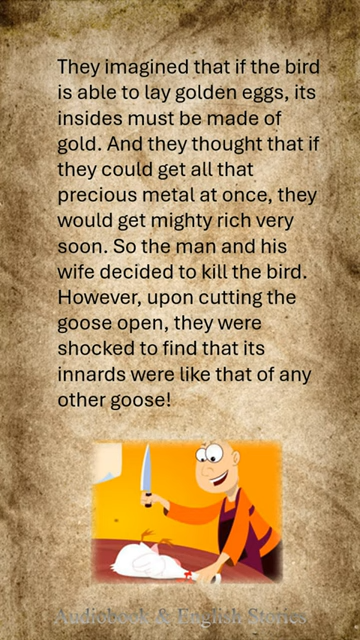 They imagined that if the bird
is able to lay golden eggs, its
insides must be made of
gold. And they thought that if
they could get all that
precious metal at once, they
would get mighty rich very
soon. So the man and his
wife decided to kill the bird.
However, upon cutting the
goose open, they were
shocked to find that its
innards were like that of any
other goose!
Audiobook & English Stories